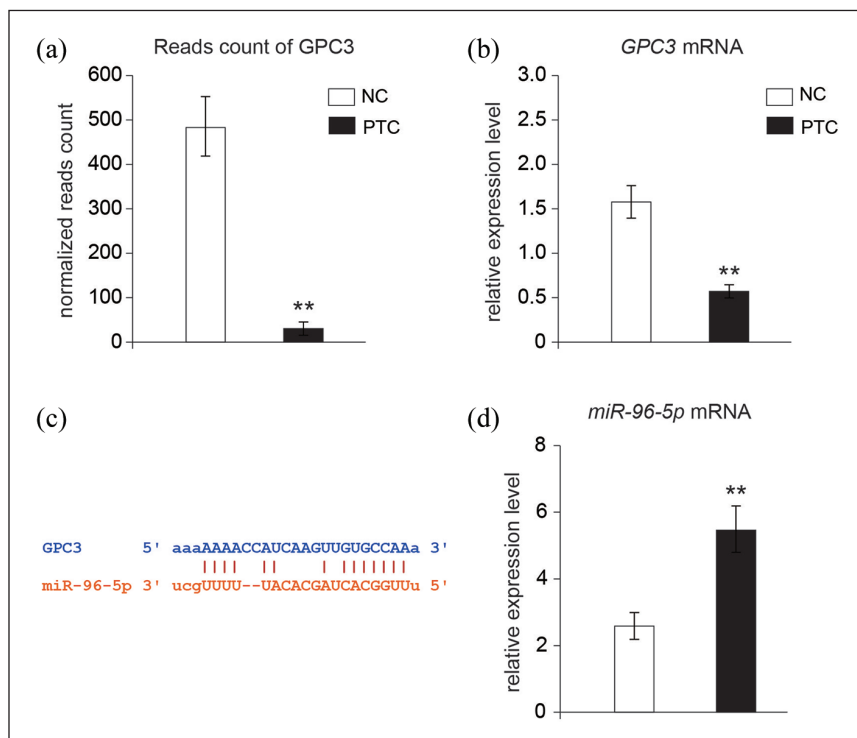 (a)
Reads count of GPC3
600
500
400
300
200
100
0
normalized reads count
NC
PTC
**
(b)
GPC3 mRNA
3.0
2.5
2.0
1.5
1.0
0.5
0
relative expression level
NC
PTC
**
(c)
GPC3 5' aaaAAAACCAUCAAGUUGUGCCAAa 3'
miR-96-5p 3' ucgUUUU--UACACGAUCACGGUUu 5'
(d)
miR-96-5p mRNA
8
6
4
2
0
relative expression level
**